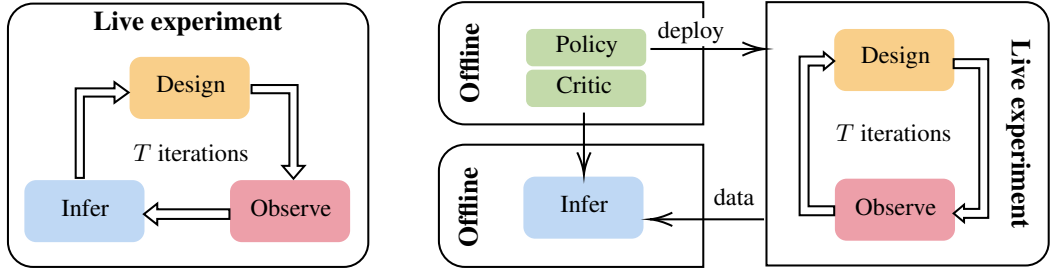 Live experiment
Design
T iterations
Infer
Observe
Offline
Policy
Critic
deploy
Offline
Infer
data
Live experiment
Design
T iterations
Observe